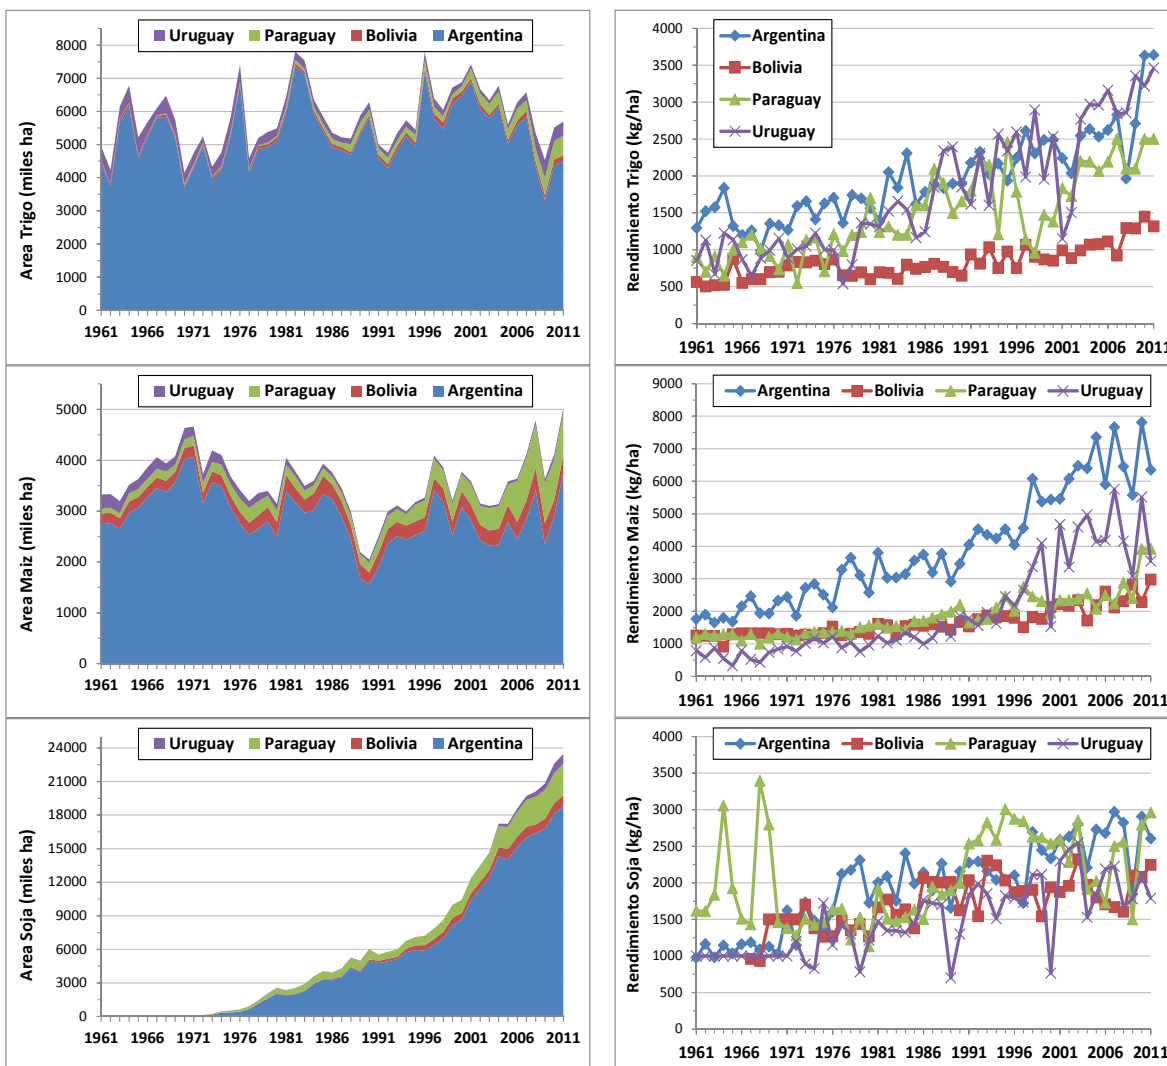 Uruguay Paraguay Bolivia Argentina
Area Trigo (miles ha)
8000
7000
6000
5000
4000
3000
2000
1000
0
1961 1966 1971 1976 1981 1986 1991 1996 2001 2006 2011
Argentina
Bolivia
Paraguay
Uruguay
Rendimiento Trigo (kg/ha)
4000
3500
3000
2500
2000
1500
1000
500
0
1961 1966 1971 1976 1981 1986 1991 1996 2001 2006 2011
Uruguay Paraguay Bolivia Argentina
Area Maiz (miles ha)
5000
4000
3000
2000
1000
0
1961 1966 1971 1976 1981 1986 1991 1996 2001 2006 2011
Argentina Bolivia Paraguay Uruguay
Rendimiento Maiz (kg/ha)
9000
8000
7000
6000
5000
4000
3000
2000
1000
0
1961 1966 1971 1976 1981 1986 1991 1996 2001 2006 2011
Uruguay Paraguay Bolivia Argentina
Area Soja (miles ha)
24000
21000
18000
15000
12000
9000
6000
3000
0
1961 1966 1971 1976 1981 1986 1991 1996 2001 2006 2011
Argentina Bolivia Paraguay Uruguay
Rendimiento Soja (kg/ha)
4000
3500
3000
2500
2000
1500
1000
500
0
1961 1966 1971 1976 1981 1986 1991 1996 2001 2006 2011